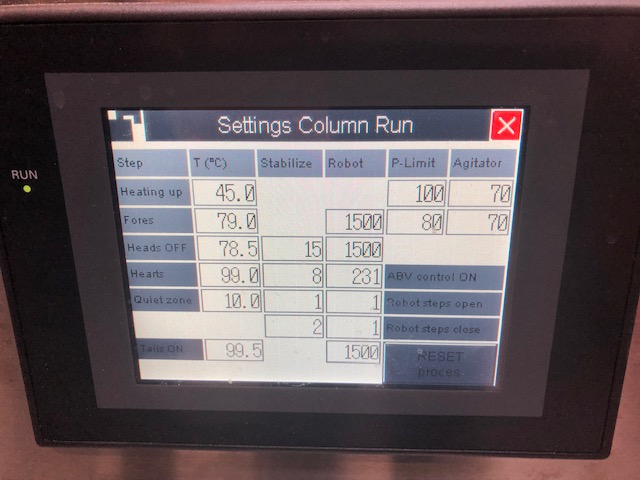 Settings Column Run X
RUN
Step T (°C) Stabilize Robot P-Limit Agitator
Heating up 45.0 100 70
Fores 79.0 1500 80 70
Heads OFF 78.5 15 1500
Hearts 99.0 8 231 ABV control ON
Quiet zone 10.0 1 1 Robot steps open
2 1 Robot steps close
Tails ON 99.5 1500 RESET
proces